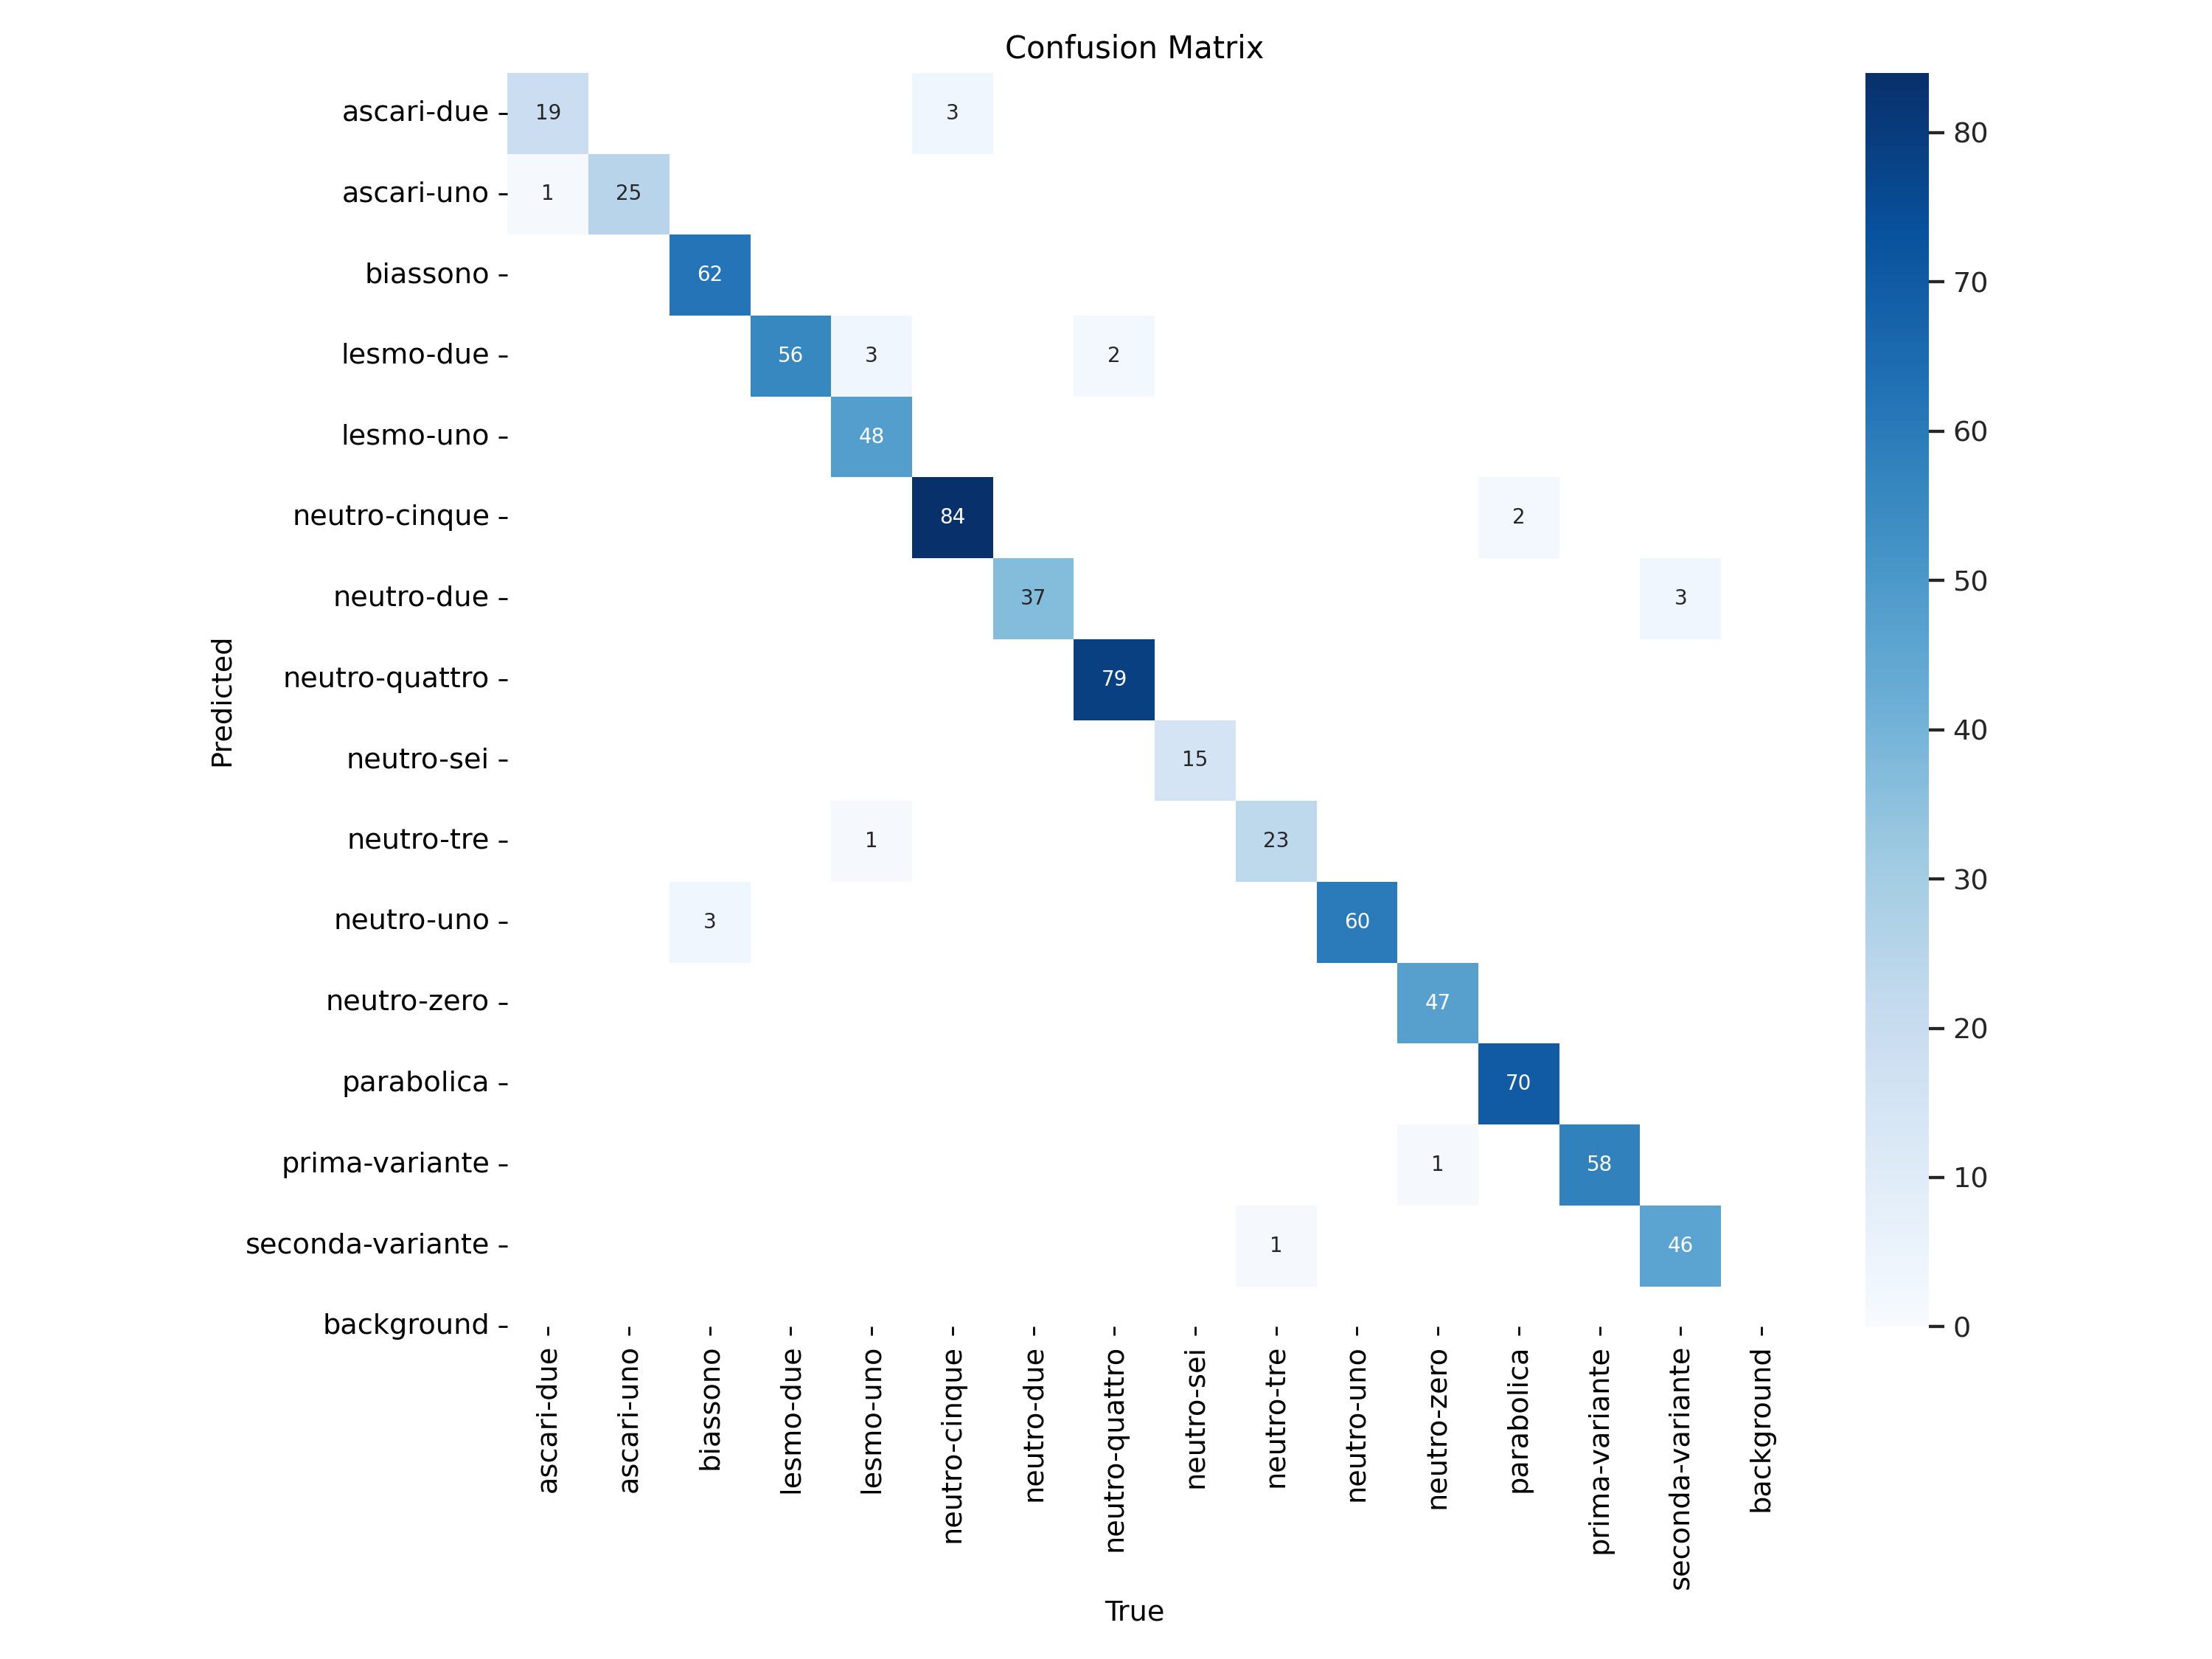 Confusion Matrix
ascari-due 19 3
ascari-uno 1 25
biassono 62
lesmo-due 56 3 2
lesmo-uno 48
neutro-cinque 84 2
neutro-due 37 3
neutro-quattro 79
neutro-sei 15
neutro-tre 1 23
neutro-uno 3 60
neutro-zero 47
parabolica 70
prima-variante 1 58
seconda-variante 1 46
background
Predicted
ascari-due
ascari-uno
biassono
lesmo-due
lesmo-uno
neutro-cinque
neutro-due
neutro-quattro
neutro-sei
neutro-tre
neutro-uno
neutro-zero
parabolica
prima-variante
seconda-variante
background
True
80
70
60
50
40
30
20
10
0